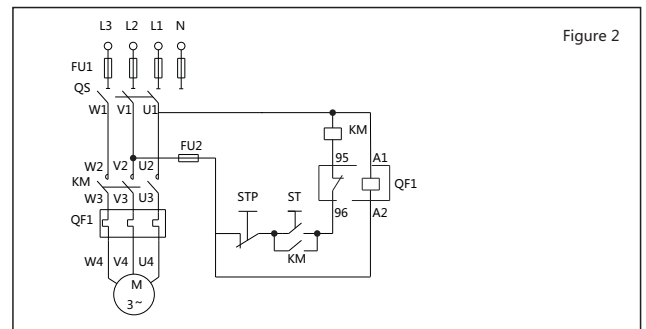 L3 L2 L1 N
Figure 2
FU1
QS
W1 V1 U1
KM
FU2
95 A1
W2 V2 U2
KM
QF1
W3 V3 U3
STP ST
96 A2
QF1
KM
W4 V4 U4
M
3~